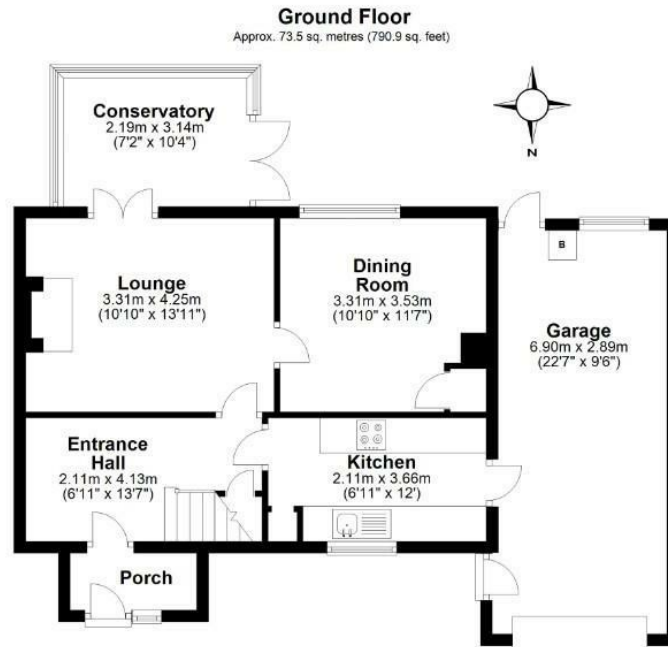 Ground Floor
Approx. 73.5 sq. metres (790.9 sq. feet)
Conservatory
2.19m x 3.14m
(7'2" x 10'4")
N
Lounge
3.31m x 4.25m
(10'10" x 13'11")
Dining
Room
3.31m x 3.53m
(10'10" x 11'7")
B
Garage
6.90m x 2.89m
(22'7" x 9'6")
Entrance
Hall
2.11m x 4.13m
(6'11" x 13'7")
Kitchen
2.11m x 3.66m
(6'11" x 12')
Porch